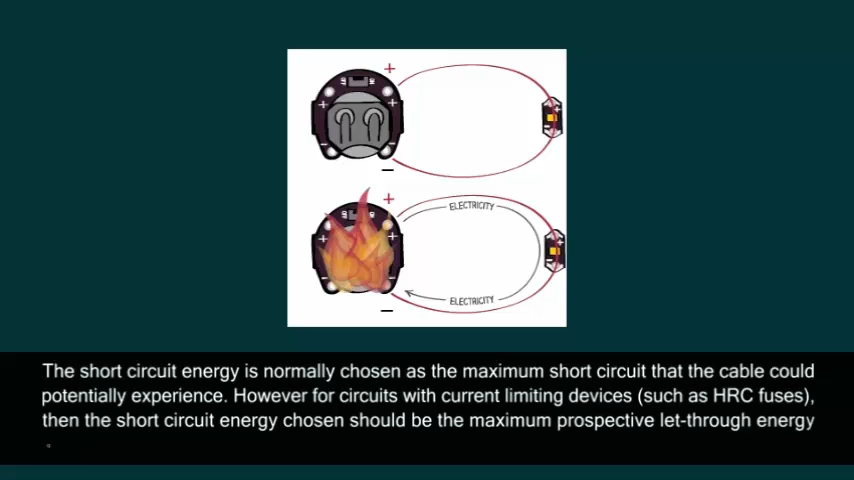 +
+ +
- -
−
+
ELECTRICITY
+ + +
- -
ELECTRICITY
−
The short circuit energy is normally chosen as the maximum short circuit that the cable could
potentially experience. However for circuits with current limiting devices (such as HRC fuses),
then the short circuit energy chosen should be the maximum prospective let-through energy